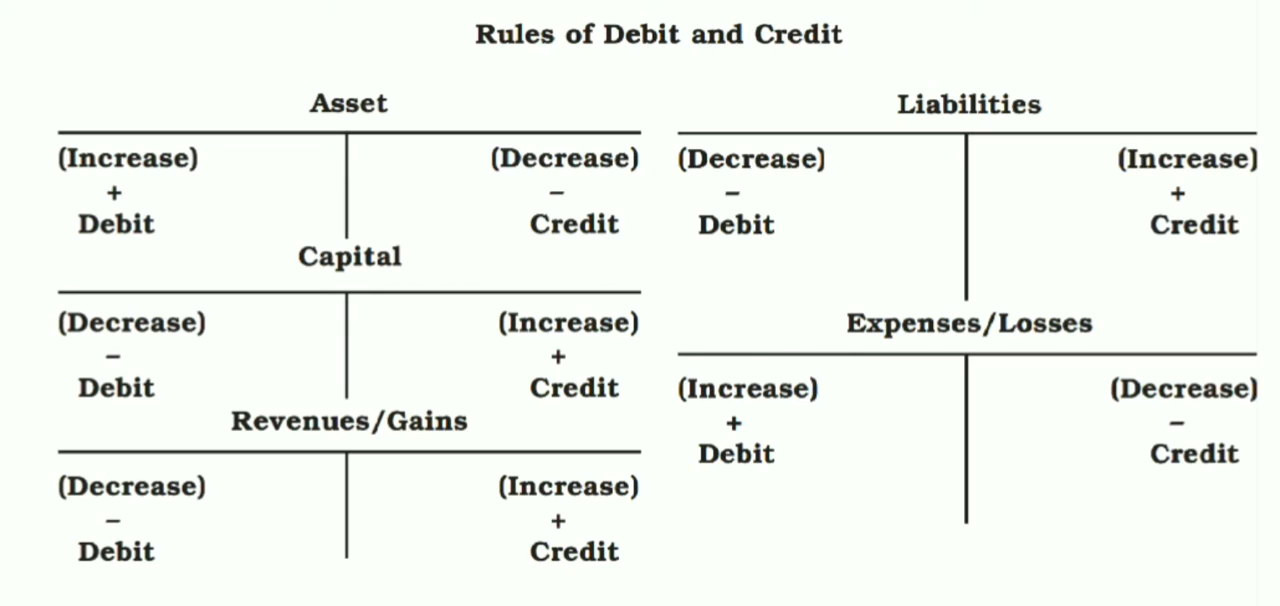 Rules of Debit and Credit
Asset
(Increase) (Decrease)
+ –
Debit Credit
Capital
(Decrease) (Increase)
– +
Debit Credit
Revenues/Gains
(Decrease) (Increase)
– +
Debit Credit
Liabilities
(Decrease) (Increase)
– +
Debit Credit
Expenses/Losses
(Increase) (Decrease)
+ –
Debit Credit